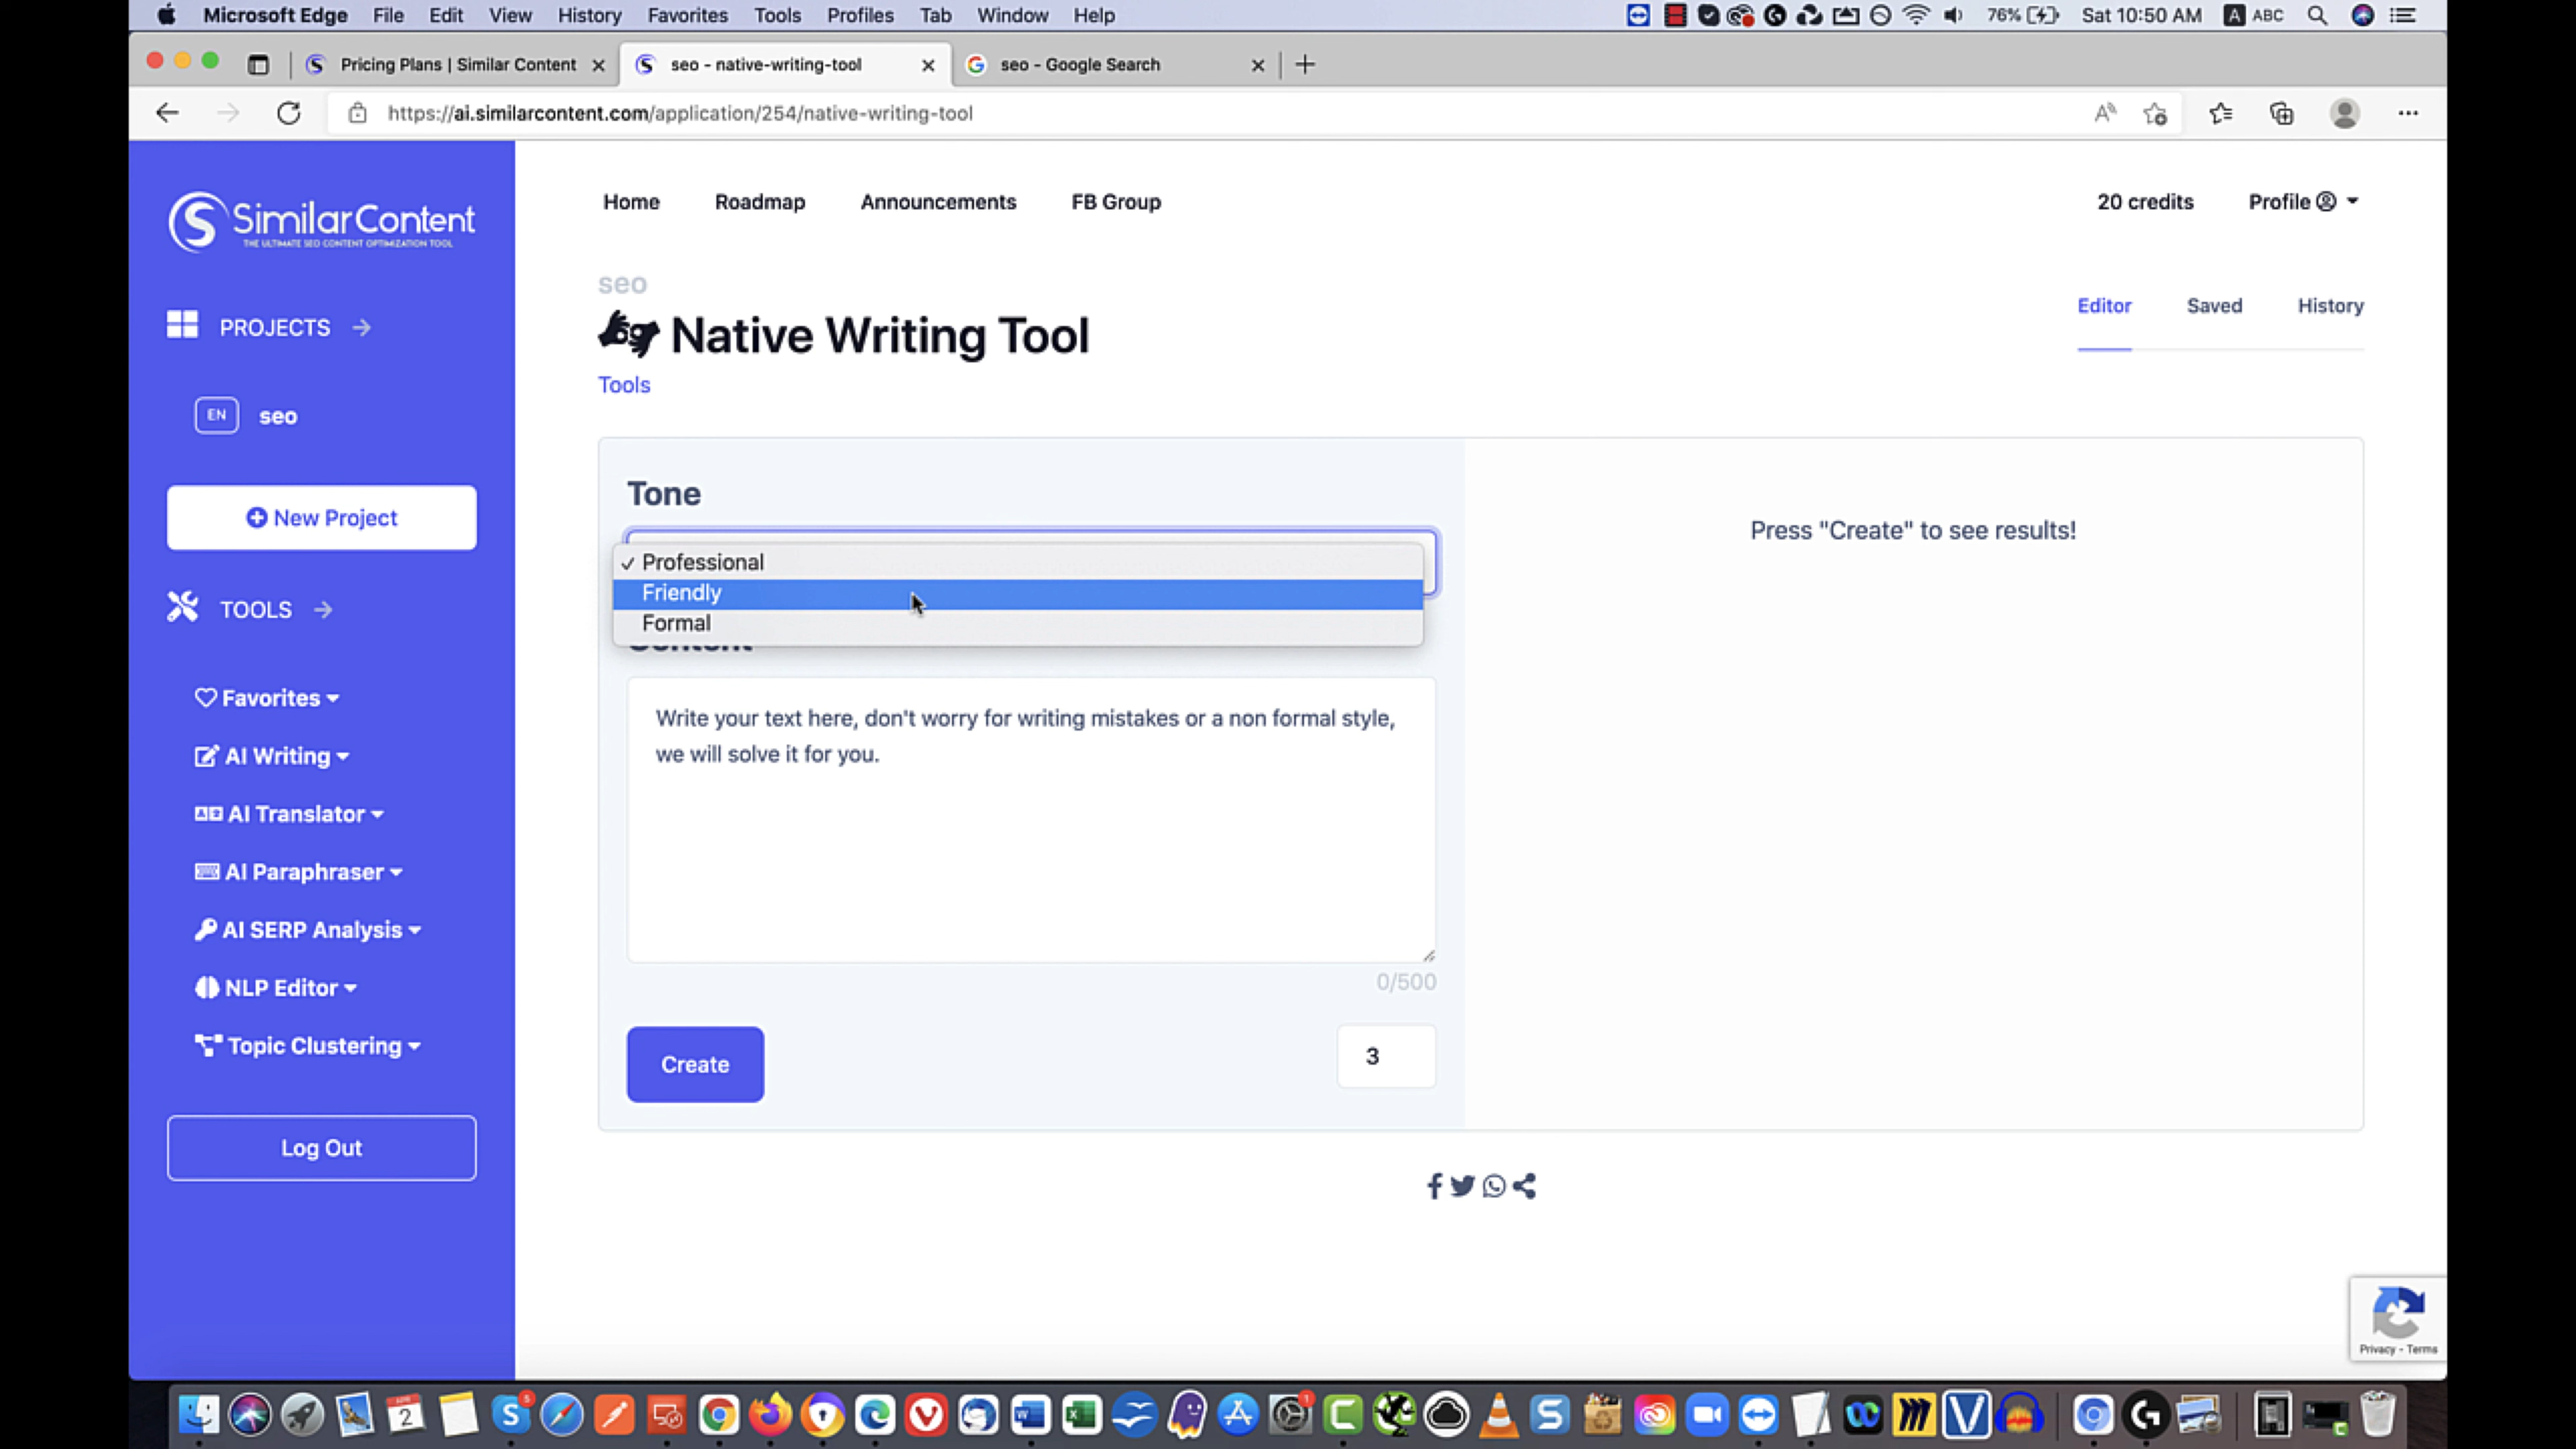 Microsoft Edge File Edit View History Favorites Tools Profiles Tab Window Help 76% Sat 10:50 AM A ABC
Pricing Plans | Similar Content seo - native-writing-tool seo - Google Search
https://ai.similarcontent.com/application/254/native-writing-tool
SimilarContent
THE ULTIMATE SEO CONTENT OPTIMIZATION TOOL
Home Roadmap Announcements FB Group 20 credits Profile
PROJECTS
EN seo
New Project
TOOLS
Favorites
AI Writing
AI Translator
AI Paraphraser
AI SERP Analysis
NLP Editor
Topic Clustering
Log Out
seo
Native Writing Tool
Tools
Editor Saved History
Tone
✓ Professional
Friendly
Formal
Content
Write your text here, don't worry for writing mistakes or a non formal style,
we will solve it for you.
0/500
Create 3
Press "Create" to see results!
Privacy - Terms
APR
2
5
1